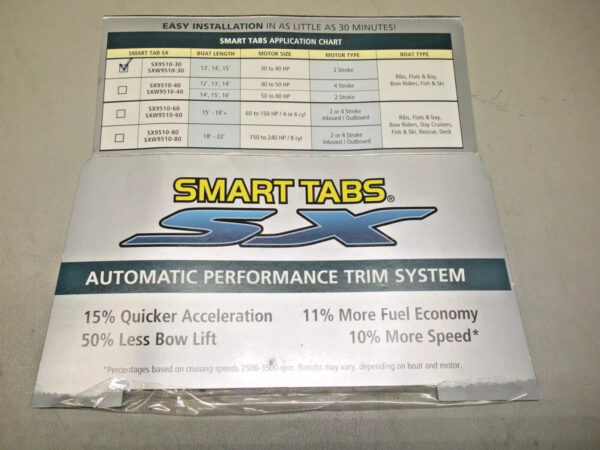 EASY INSTALLATION IN AS LITTLE AS 30 MINUTES!
SMART TABS APPLICATION CHART
SMART TAB SX BOAT LENGTH MOTOR SIZE MOTOR TYPE BOAT TYPE
SX9510-30 13', 14', 15' 30 to 40 HP 2 Stroke
SXW9510-30
SX9510-40 12', 13', 14' 40 to 50 HP 4 Stroke Ribs, Flats & Bay,
SXW9510-40 14', 15', 16' 50 to 80 HP 2 Stroke Bow Riders, Fish & Ski
SX9510-60 15' - 18'+ 60 to 150 HP / 4 or 6 cyl 2 or 4 Stroke
SXW9510-60 Inboard / Outboard
SX9510-80 18' - 22' 150 to 240 HP / 8 cyl 2 or 4 Stroke
SXW9510-80 Inboard / Outboard
Ribs, Flats & bay,
Bow Riders, Day Cruisers,
Fish & Ski, Rescue, Deck
SMART TABS®
SX
AUTOMATIC PERFORMANCE TRIM SYSTEM
15% Quicker Acceleration 11% More Fuel Economy
50% Less Bow Lift 10% More Speed*
*Percentages based on cruising speeds 2500-3500 rpm. Results may vary, depending on boat and motor.